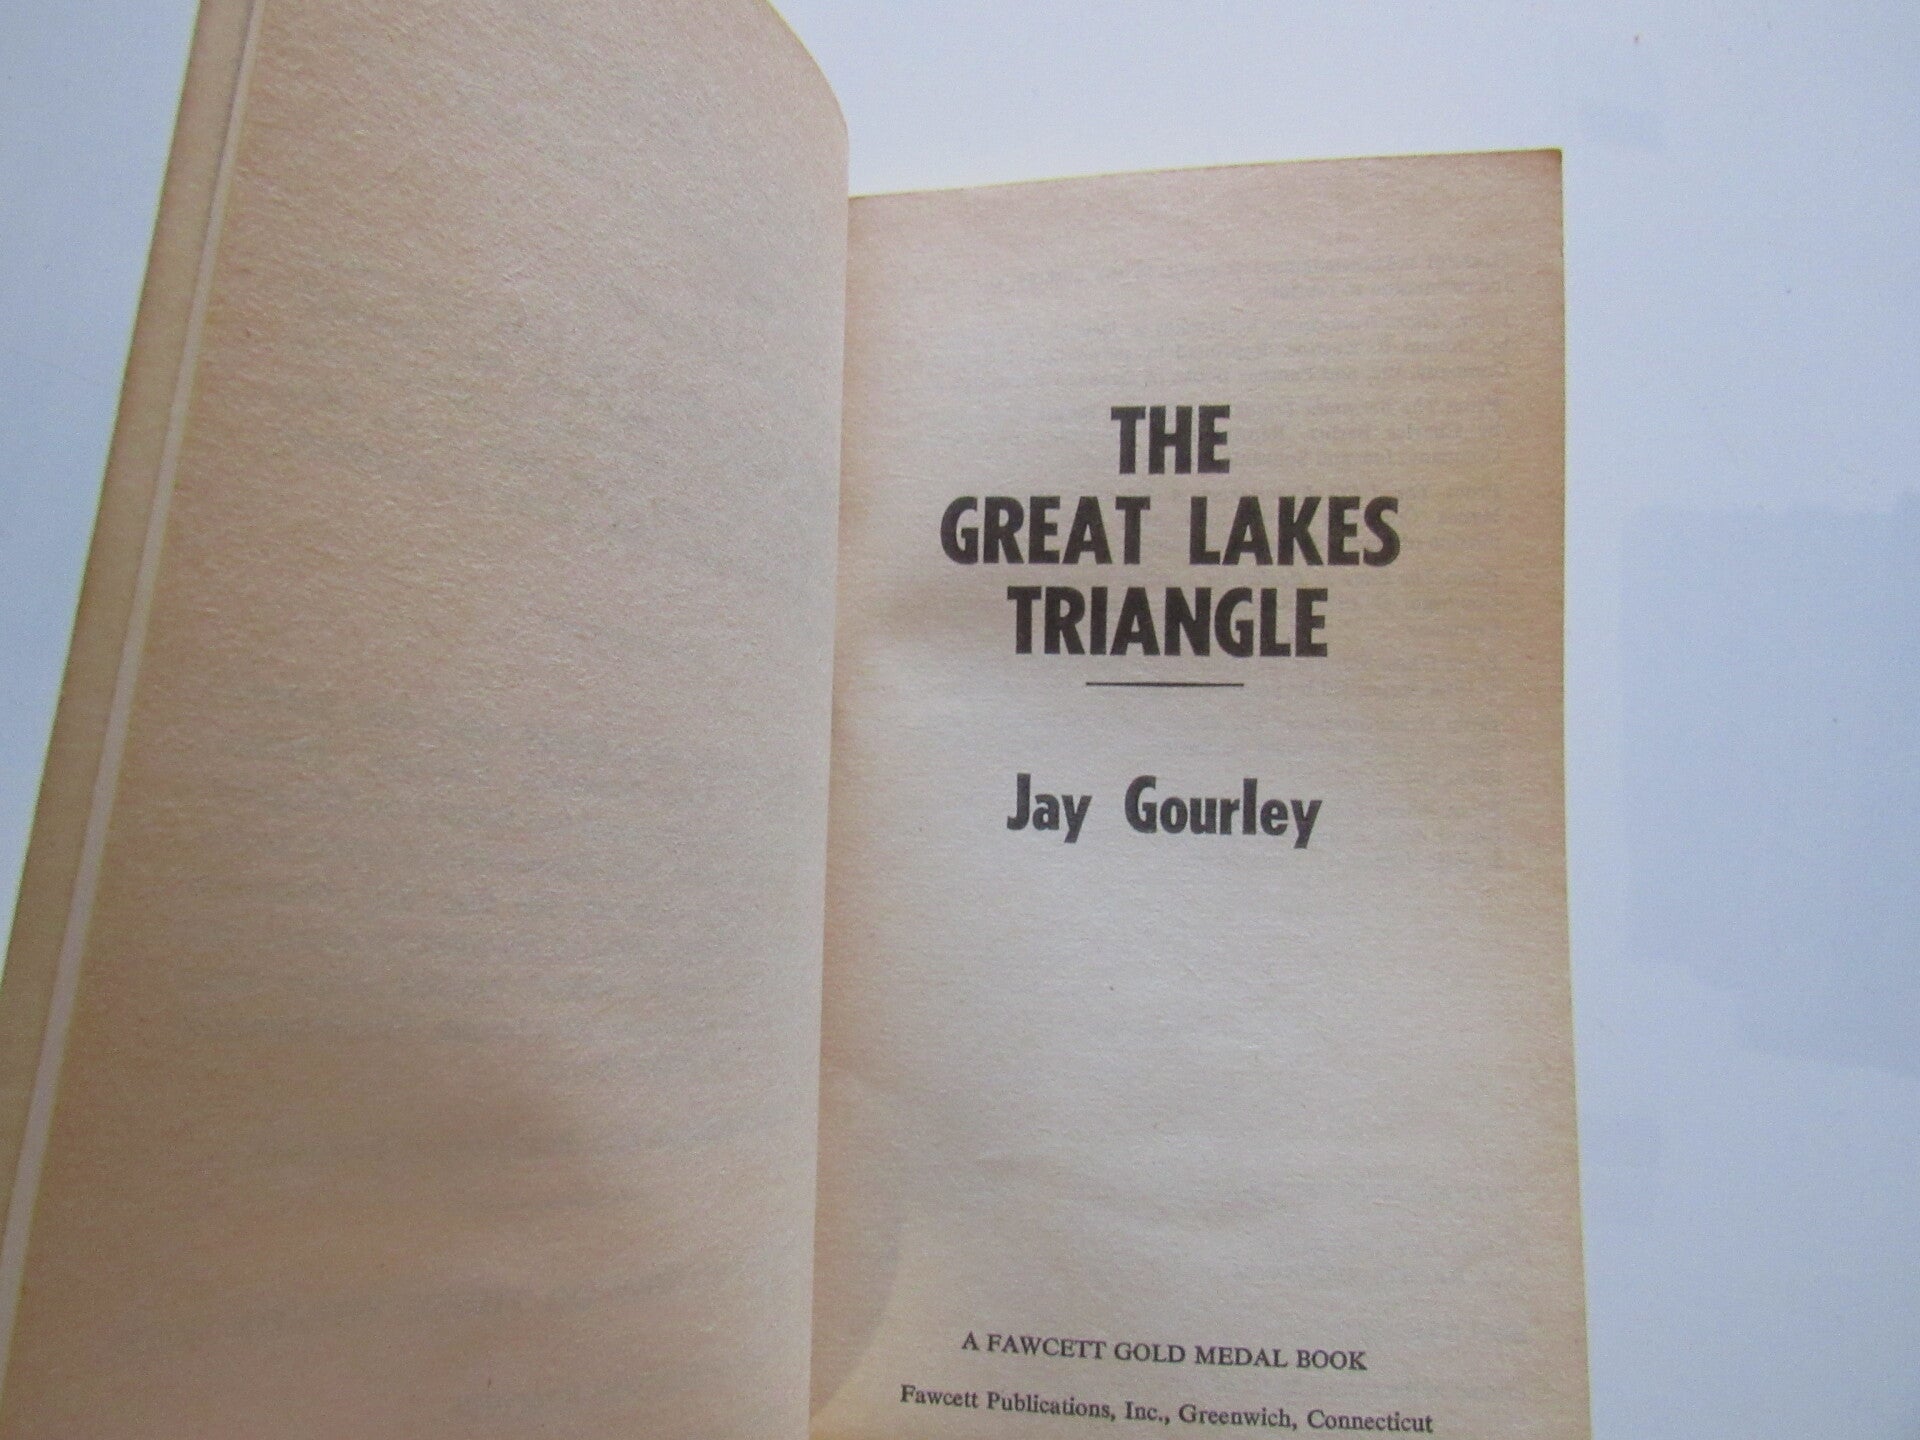 THE
GREAT LAKES
TRIANGLE
Jay Gourley
A FAWCETT GOLD MEDAL BOOK
Fawcett Publications, Inc., Greenwich, Connecticut